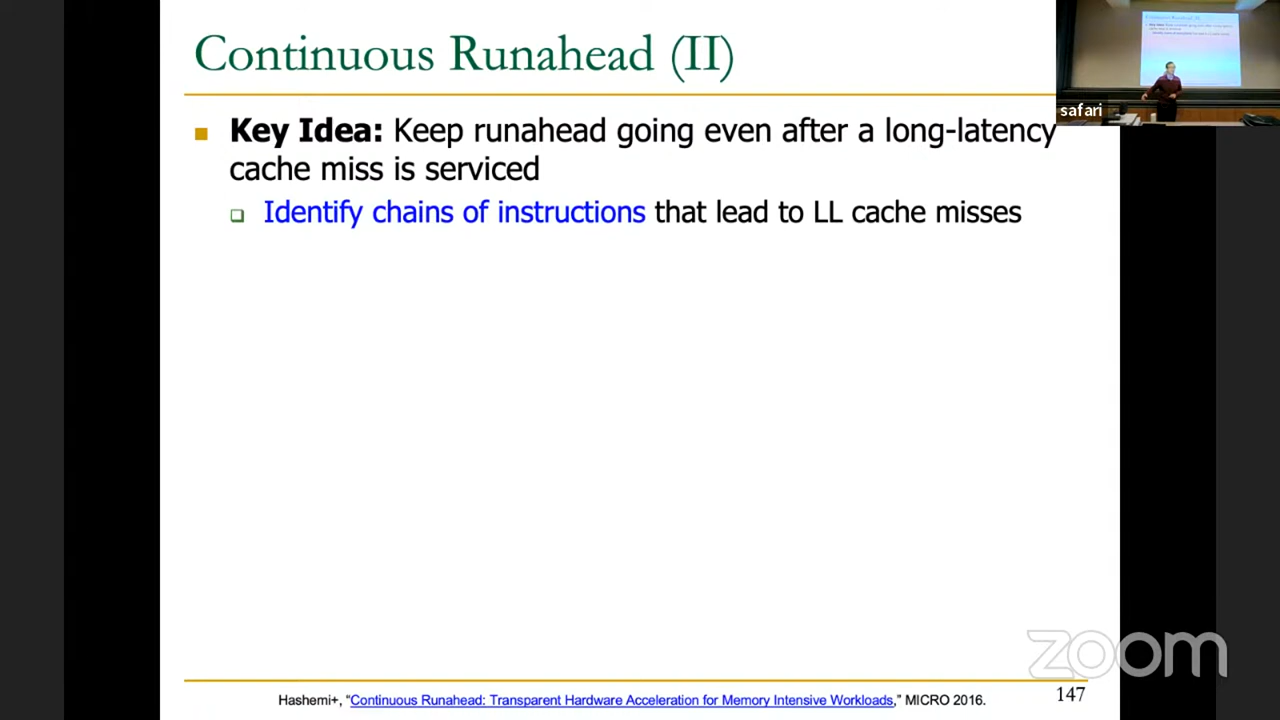 Continuous Runahead (II)
Key Idea: Keep runahead going even after a long-latency
cache miss is serviced
Identify chains of instructions that lead to LL cache misses
safari
zoom
Hashemi+, “Continuous Runahead: Transparent Hardware Acceleration for Memory Intensive Workloads,” MICRO 2016.
147